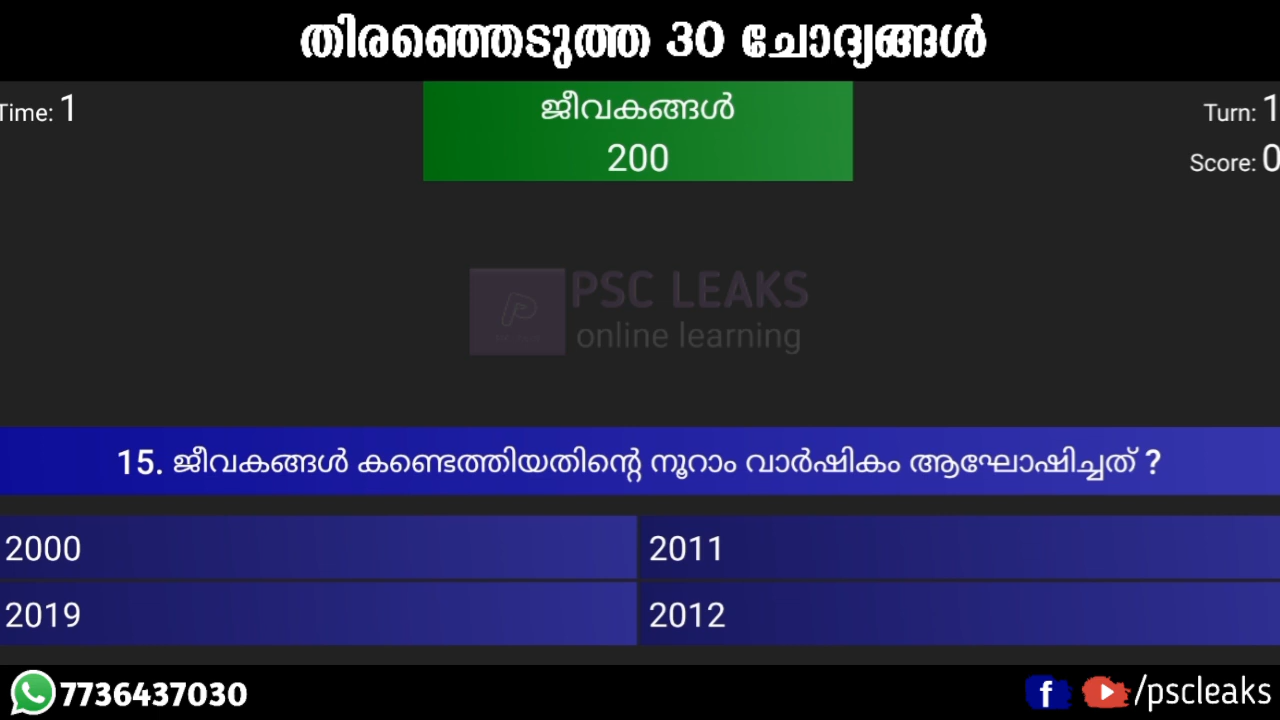 തിരഞ്ഞെടുത്ത 30 ചോദ്യങ്ങൾ
Time: 1
ജീവകങ്ങൾ
Turn: 1
200
Score: 0
PSC LEAKS
online learning
15. ജീവകങ്ങൾ കണ്ടെത്തിയതിന്റെ നൂറാം വാർഷികം ആഘോഷിച്ചത് ?
2000
2011
2019
2012
7736437030
/pscleaks